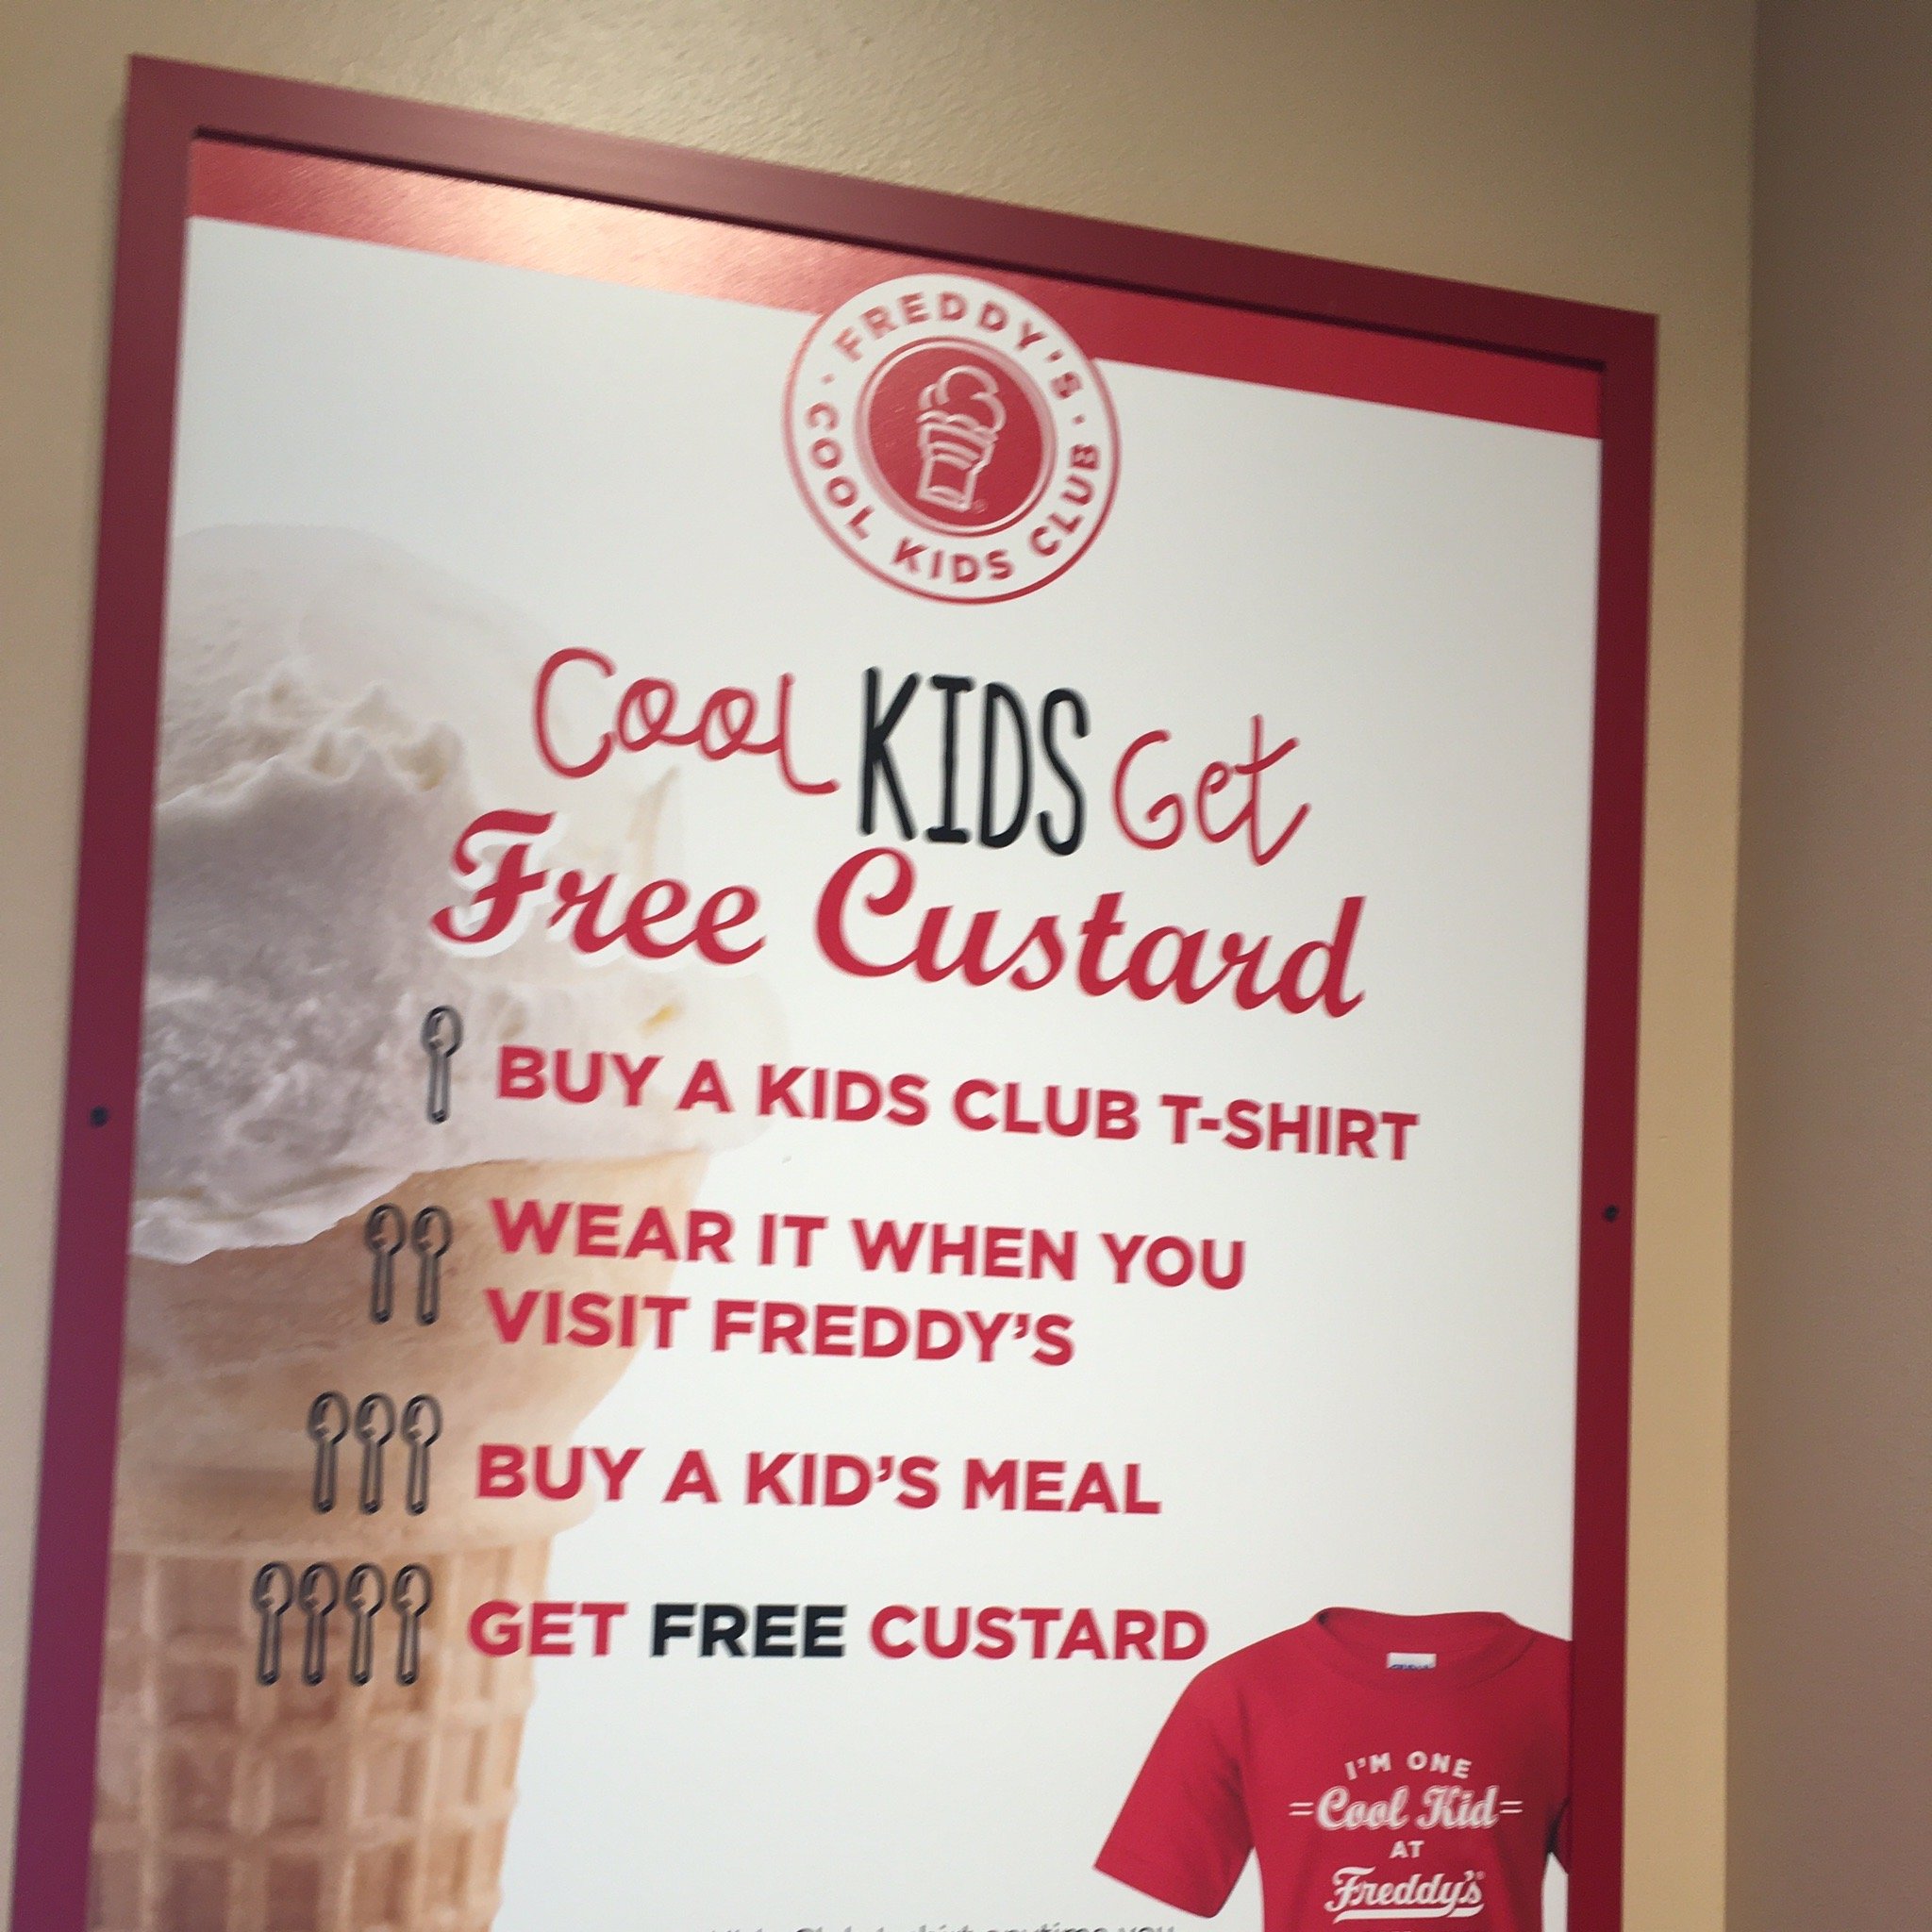 FREDDY'S
COOL KIDS CLUB
Cool KIDS Get
Free Custard
BUY A KIDS CLUB T-SHIRT
WEAR IT WHEN YOU
VISIT FREDDY'S
BUY A KID'S MEAL
GET FREE CUSTARD
I'M ONE
Cool Kid
AT
Freddy's